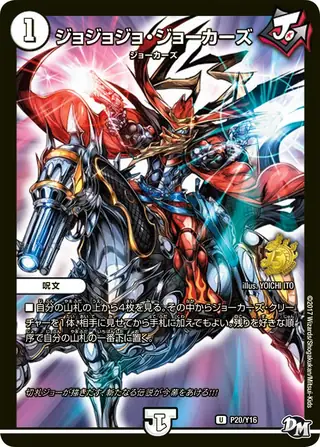 1
ジョジョジョ・ジョーカーズ
ジョーカーズ
J
illus. YOICHI ITO
呪文
■自分の山札の上から4枚を見る。その中からジョーカーズ・クリー
チャーを1体、相手に見せてから手札に加えてもよい。残りを好きな順
序で自分の山札の一番下に置く。
切札ジョーが描きだす、新たなる伝説が今幕をあける!!!
©2017 Wizards/Shogakukan/Mitsui-Kids
U P20/Y16
DM